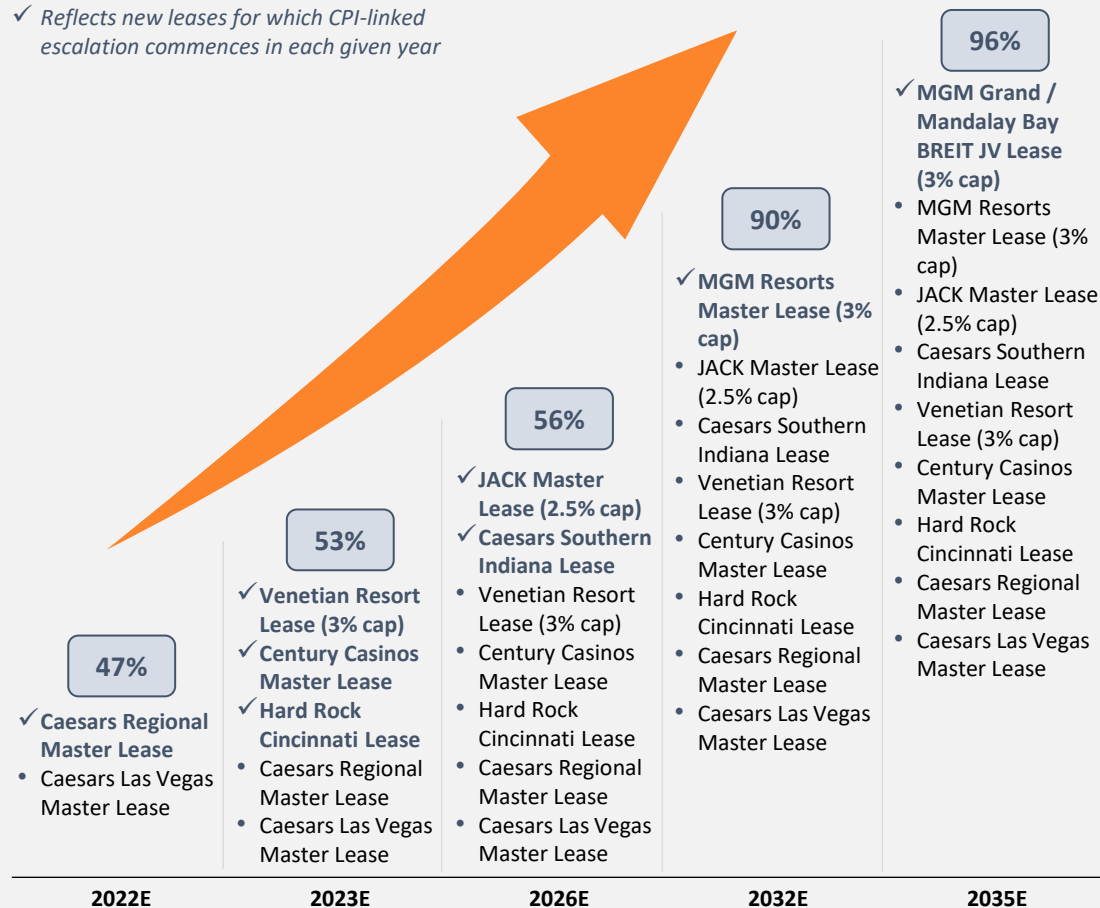 ✓ Reflects new leases for which CPI-linked
escalation commences in each given year
47%
✓ Caesars Regional
Master Lease
• Caesars Las Vegas
Master Lease
2022E
53%
✓ Venetian Resort
Lease (3% cap)
✓ Century Casinos
Master Lease
✓ Hard Rock
Cincinnati Lease
• Caesars Regional
Master Lease
• Caesars Las Vegas
Master Lease
2023E
56%
✓ JACK Master
Lease (2.5% cap)
✓ Caesars Southern
Indiana Lease
• Venetian Resort
Lease (3% cap)
• Century Casinos
Master Lease
• Hard Rock
Cincinnati Lease
• Caesars Regional
Master Lease
• Caesars Las Vegas
Master Lease
2026E
90%
✓ MGM Resorts
Master Lease (3%
cap)
• JACK Master Lease
(2.5% cap)
• Caesars Southern
Indiana Lease
• Venetian Resort
Lease (3% cap)
• Century Casinos
Master Lease
• Hard Rock
Cincinnati Lease
• Caesars Regional
Master Lease
• Caesars Las Vegas
Master Lease
2032E
96%
✓ MGM Grand /
Mandalay Bay
BREIT JV Lease
(3% cap)
• MGM Resorts
Master Lease (3%
cap)
• JACK Master Lease
(2.5% cap)
• Caesars Southern
Indiana Lease
• Venetian Resort
Lease (3% cap)
• Century Casinos
Master Lease
• Hard Rock
Cincinnati Lease
• Caesars Regional
Master Lease
• Caesars Las Vegas
Master Lease
2035E